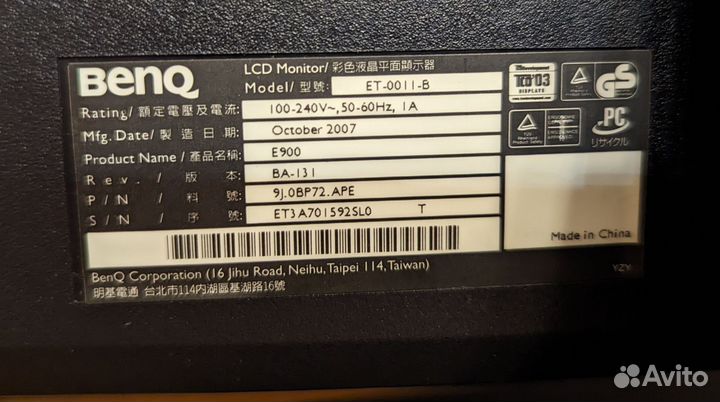 BenQ
LCD Monitor/ 彩色液晶平面顯示器
Model/ 型號: ET-0011-B
Rating/ 額定電壓及電流: 100-240V~, 50-60Hz, 1A
Mfg. Date/ 製造日期: October 2007
Product Name / 產品名稱: E900
Rev. / 版本: BA-131
P/N / 料號: 9J.0BP72.APE
S/N / 序號: ET3A701592SL0 T
BenQ Corporation (16 Jihu Road, Neihu, Taipei 114, Taiwan)
明基電通 台北市114內湖區基湖路16號
TCO'03
DISPLAYS
GS
PC
リサイクル
Made in China
YZY
Avito